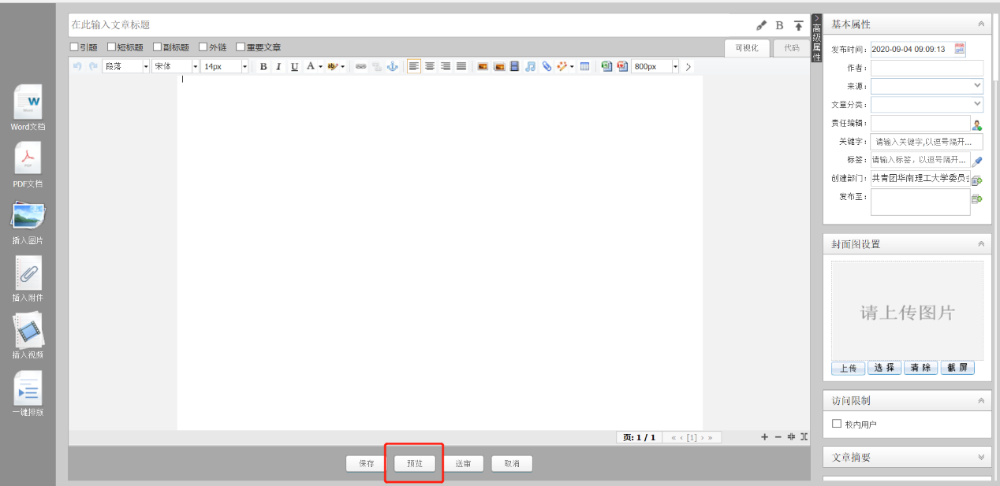 在此输入文章标题
B
引题 短标题 副标题 外链 重要文章
可视化 代码
段落 宋体 14px B I U A ab 800px
Word文档
PDF文档
插入图片
插入附件
插入视频
一键排版
页: 1 / 1 « ‹ [1] › »
保存 预览 送审 取消
高级属性
基本属性
发布时间: 2020-09-04 09:09:13
作者:
来源:
文章分类:
责任编辑:
关键字: 请输入关键字,以逗号隔开...
标签: 请输入标签，以逗号隔开...
创建部门: 共青团华南理工大学委员会
发布至:
封面图设置
请上传图片
上传 选择 清除 截屏
访问限制
校内用户
文章摘要